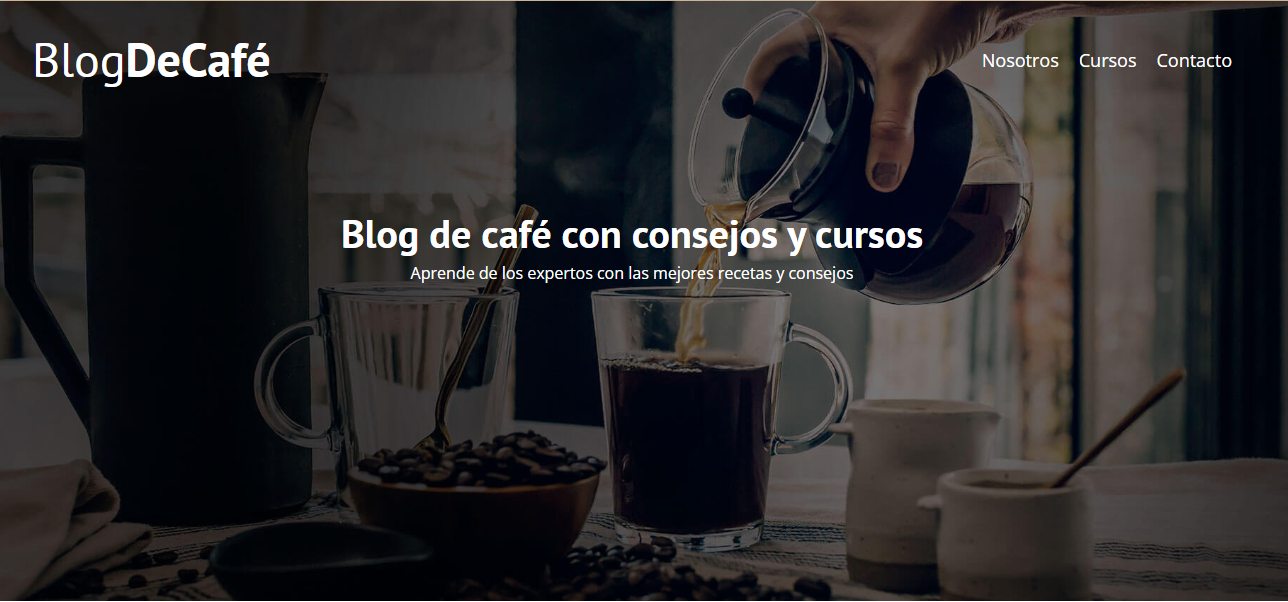 BlogDeCafé
Nosotros Cursos Contacto
Blog de café con consejos y cursos
Aprende de los expertos con las mejores recetas y consejos